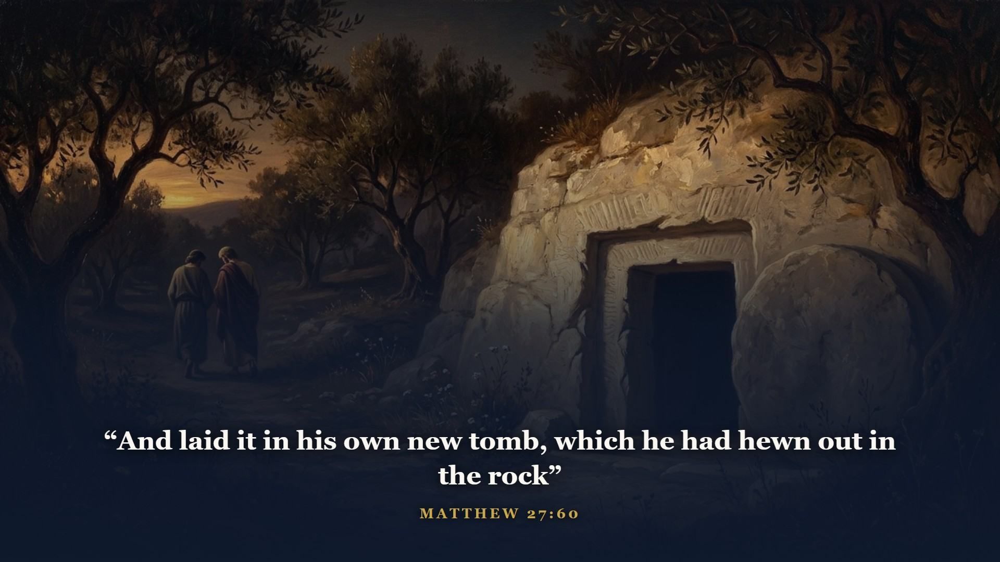 “And laid it in his own new tomb, which he had hewn out in
the rock”
MATTHEW 27:60